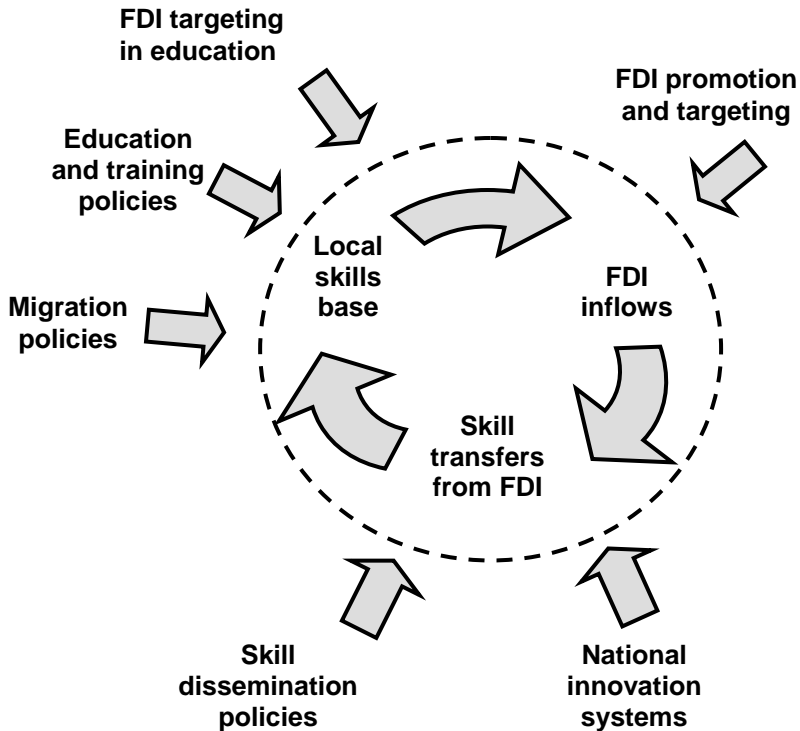 FDI targeting
in education
FDI promotion
and targeting
Education
and training
policies
Local
skills
base
FDI
inflows
Migration
policies
Skill
transfers
from FDI
Skill
dissemination
policies
National
innovation
systems